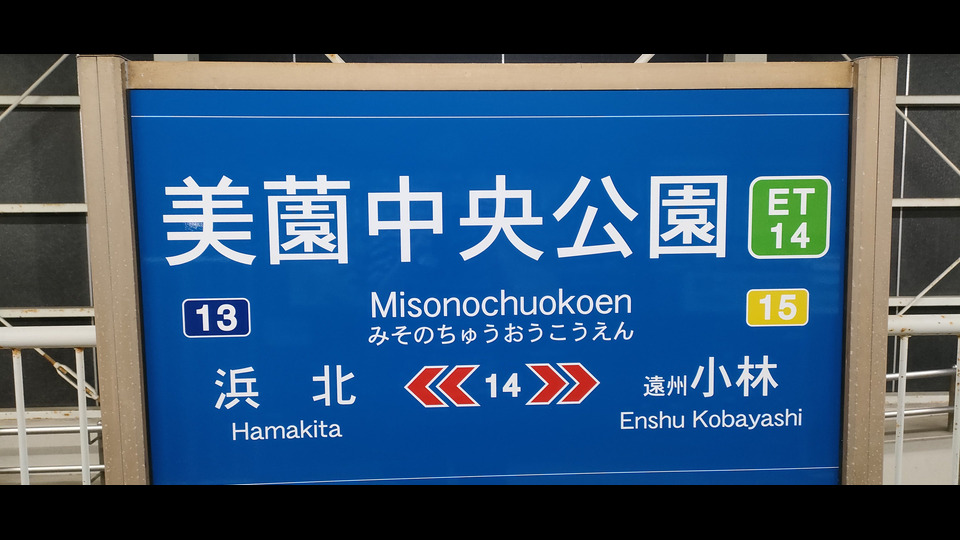 美薗中央公園
ET
14
Misonochuokoen
みそのちゅうおうこうえん
13
15
浜 北
14
遠州小林
Hamakita
Enshu Kobayashi